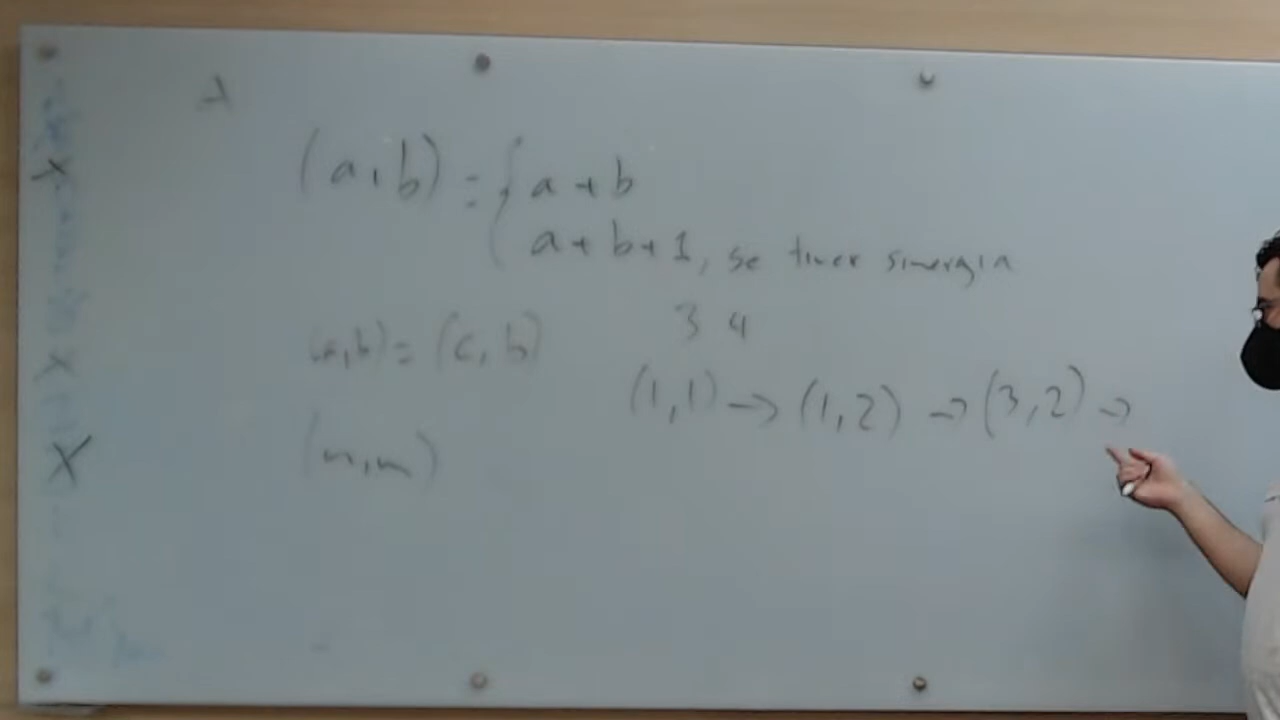 (a,b) = { a + b
a + b + 1, se tiver sinergia
(a,b) = (c,b)
3 4
(1,1) → (1,2) → (3,2) →
(n,m)